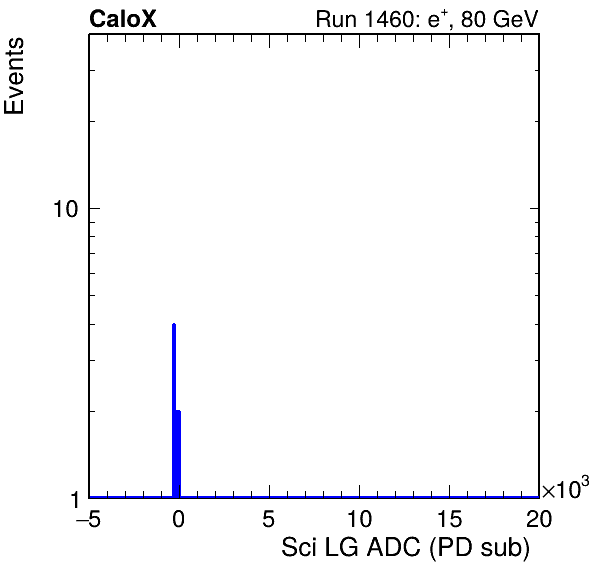 CaloX
Run 1460: e⁺, 80 GeV
Events
10
1
−5 0 5 10 15 20
×10³
Sci LG ADC (PD sub)